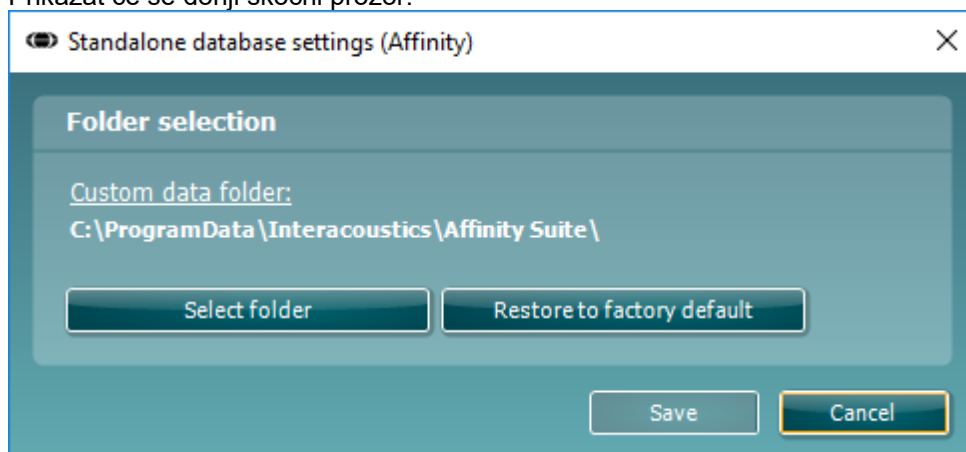 Prikazat će se donji skočni prozor:
Standalone database settings (Affinity)
Folder selection
Custom data folder:
C:\ProgramData\Interacoustics\Affinity Suite\
Select folder
Restore to factory default
Save
Cancel